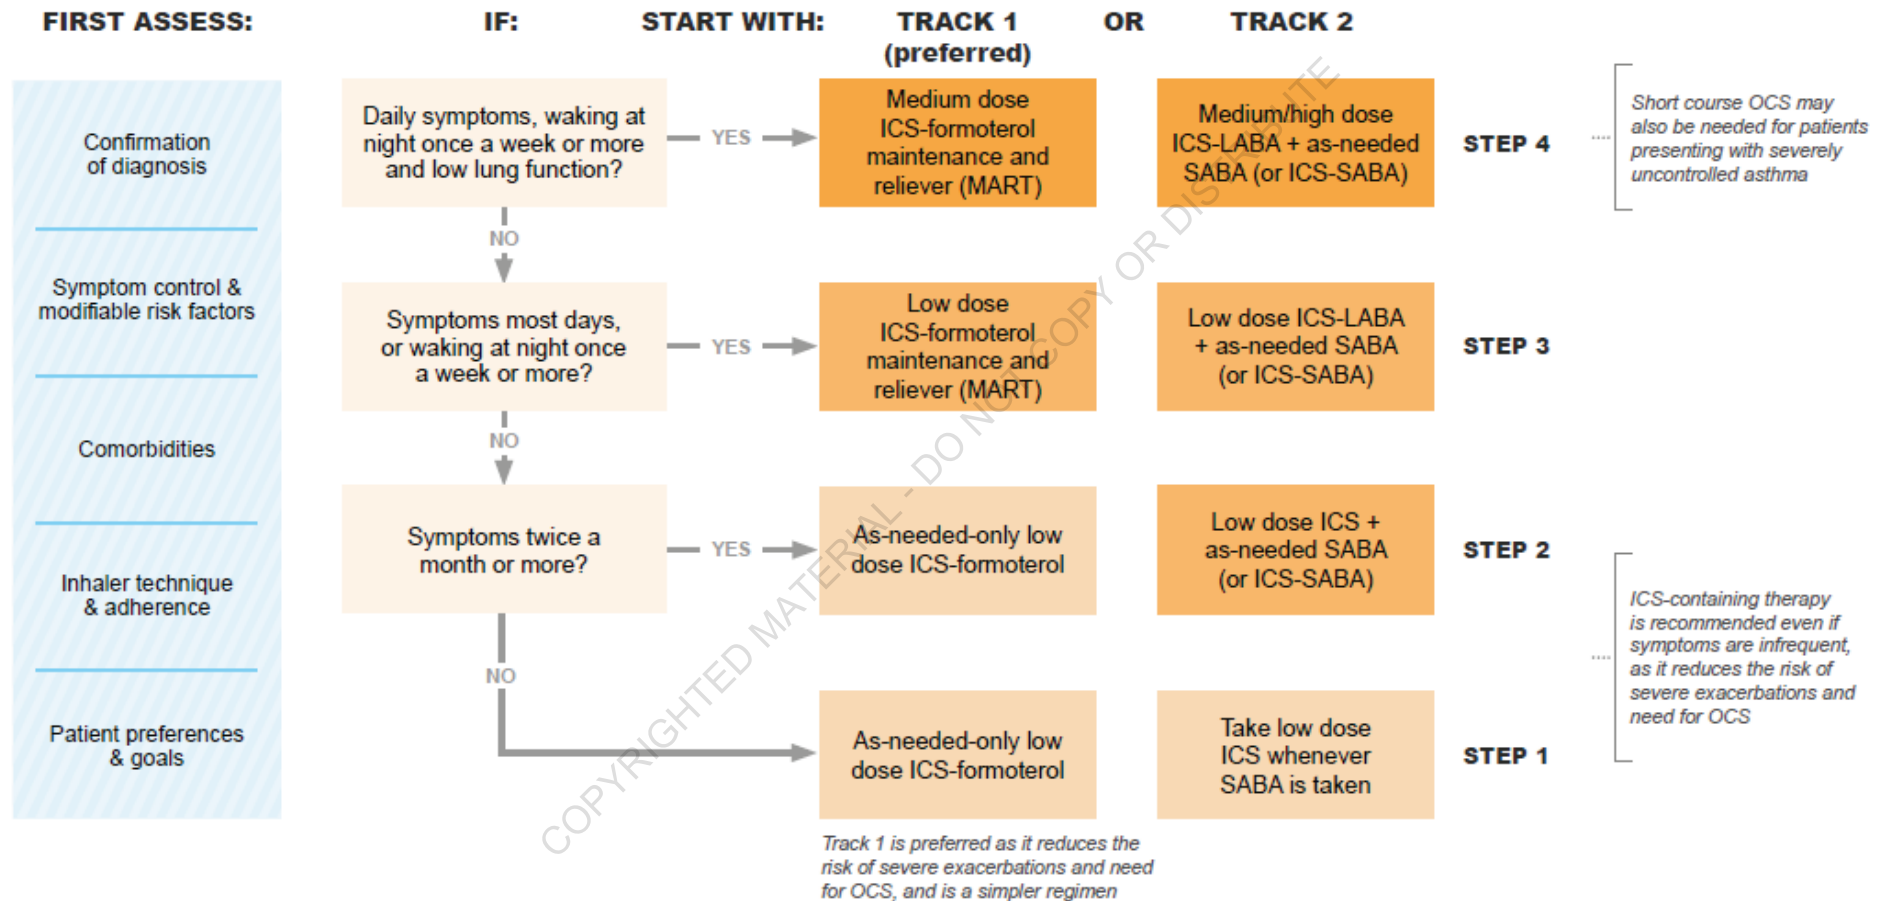 FIRST ASSESS:
IF:
START WITH:
TRACK 1
(preferred)
OR
TRACK 2
Confirmation
of diagnosis
Symptom control &
modifiable risk factors
Comorbidities
Inhaler technique
& adherence
Patient preferences
& goals
Daily symptoms, waking at
night once a week or more
and low lung function?
YES
Medium dose
ICS-formoterol
maintenance and
reliever (MART)
Medium/high dose
ICS-LABA + as-needed
SABA (or ICS-SABA)
STEP 4
Short course OCS may
also be needed for patients
presenting with severely
uncontrolled asthma
NO
Symptoms most days,
or waking at night once
a week or more?
YES
Low dose
ICS-formoterol
maintenance and
reliever (MART)
Low dose ICS-LABA
+ as-needed SABA
(or ICS-SABA)
STEP 3
NO
Symptoms twice a
month or more?
YES
As-needed-only low
dose ICS-formoterol
Low dose ICS +
as-needed SABA
(or ICS-SABA)
STEP 2
ICS-containing therapy
is recommended even if
symptoms are infrequent,
as it reduces the risk of
severe exacerbations and
need for OCS
NO
As-needed-only low
dose ICS-formoterol
Take low dose
ICS whenever
SABA is taken
STEP 1
Track 1 is preferred as it reduces the
risk of severe exacerbations and need
for OCS, and is a simpler regimen
COPYRIGHTED MATERIAL - DO NOT COPY OR DISTRIBUTE